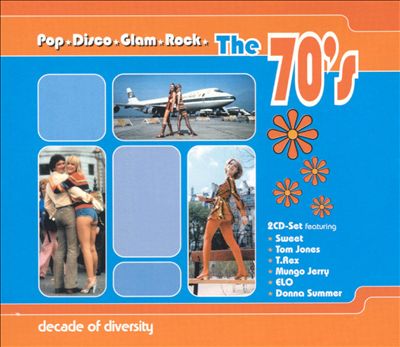 Pop★Disco★Glam★Rock★ The 70's
2CD-Set featuring
★ Sweet
★ Tom Jones
★ T.Rex
★ Mungo Jerry
★ ELO
★ Donna Summer
decade of diversity